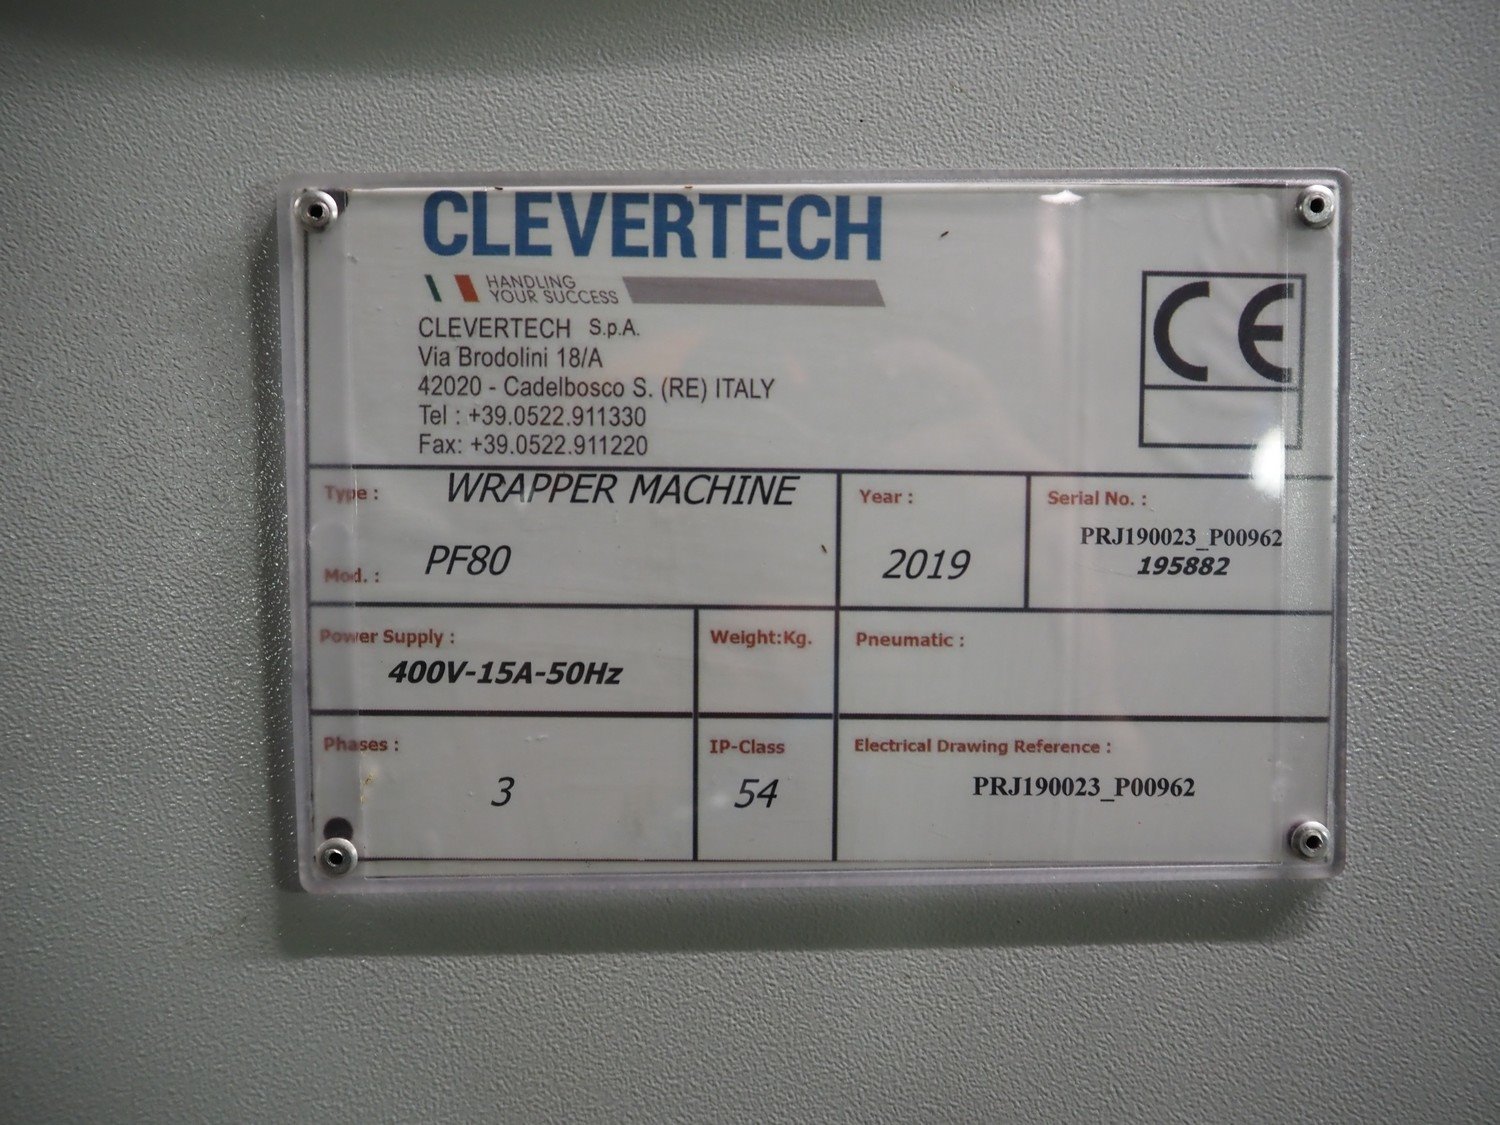 CLEVERTECH
HANDLING
YOUR SUCCESS
CLEVERTECH S.p.A.
Via Brodolini 18/A
42020 - Cadelbosco S. (RE) ITALY
Tel : +39.0522.911330
Fax: +39.0522.911220
CE
Type : WRAPPER MACHINE
Mod. : PF80
Year :
2019
Serial No. :
PRJ190023_P00962
195882
Power Supply :
400V-15A-50Hz
Weight:Kg.
Pneumatic :
Phases :
3
IP-Class
54
Electrical Drawing Reference :
PRJ190023_P00962